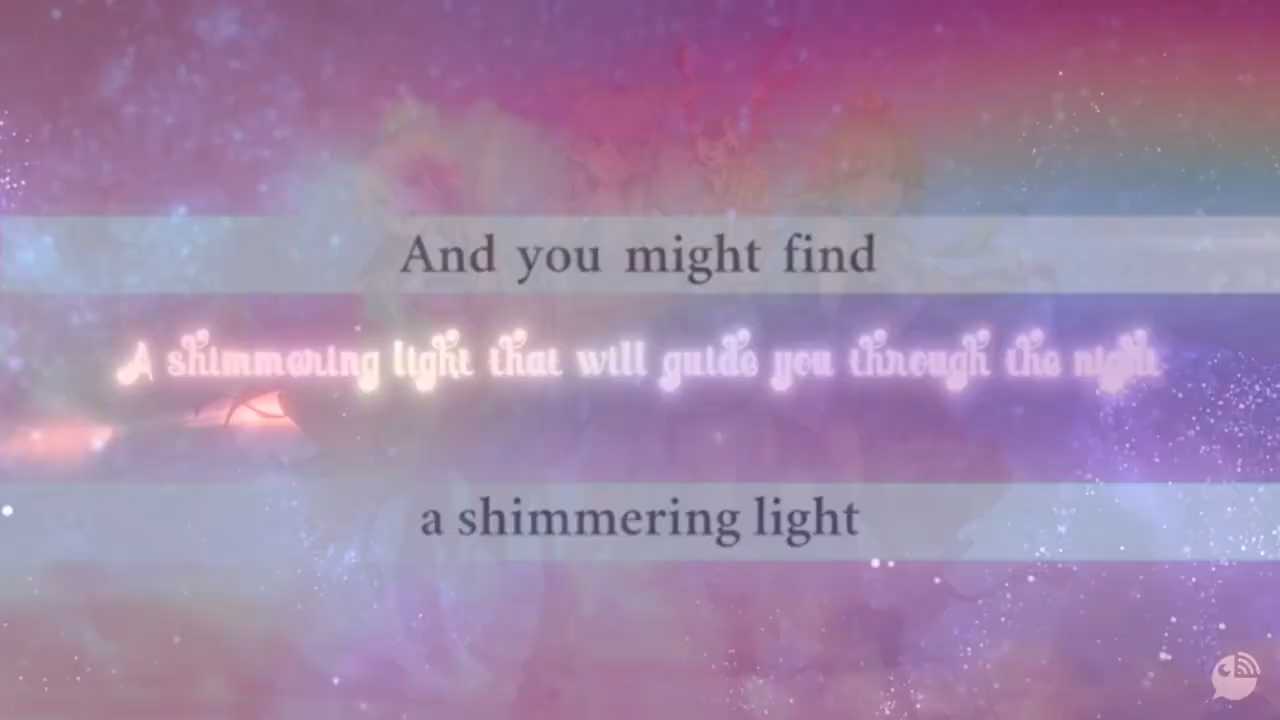 And you might find
A shimmering light that will guide you through the night
a shimmering light